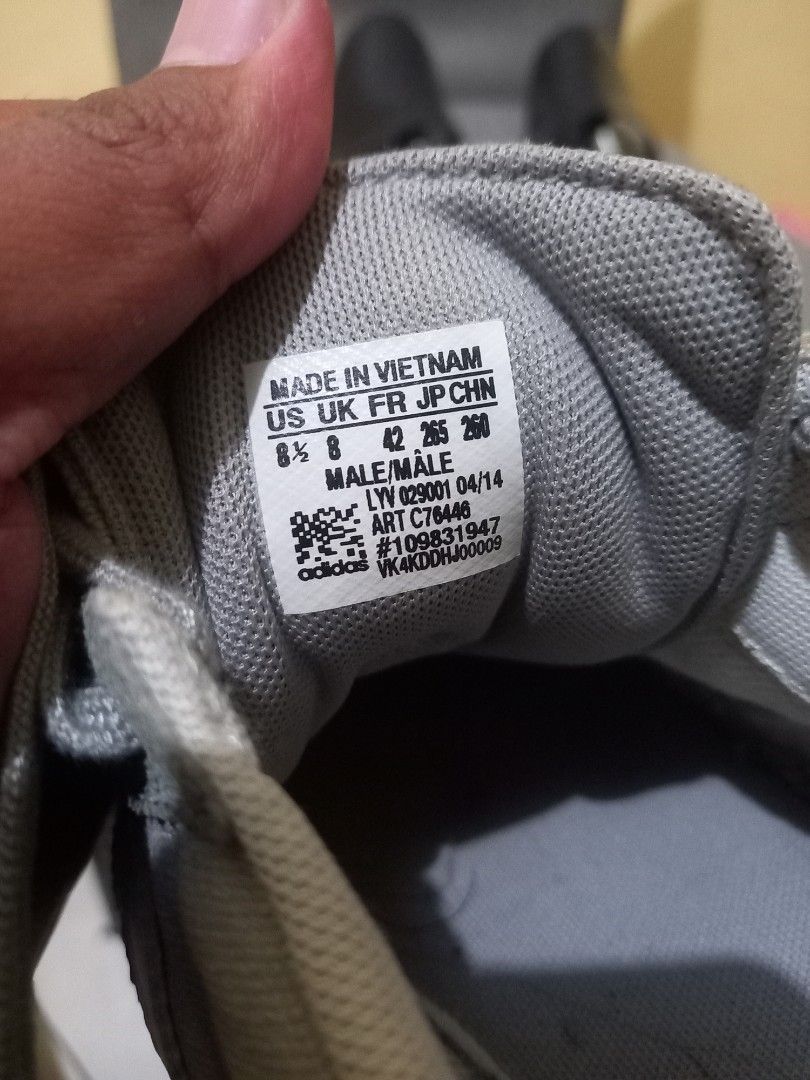 MADE IN VIETNAM
US UK FR JP CHN
8½ 8 42 265 260
MALE/MÂLE
LYV 029001 04/14
ART C76446
#109831947
adidas VK4KDDHJ00009